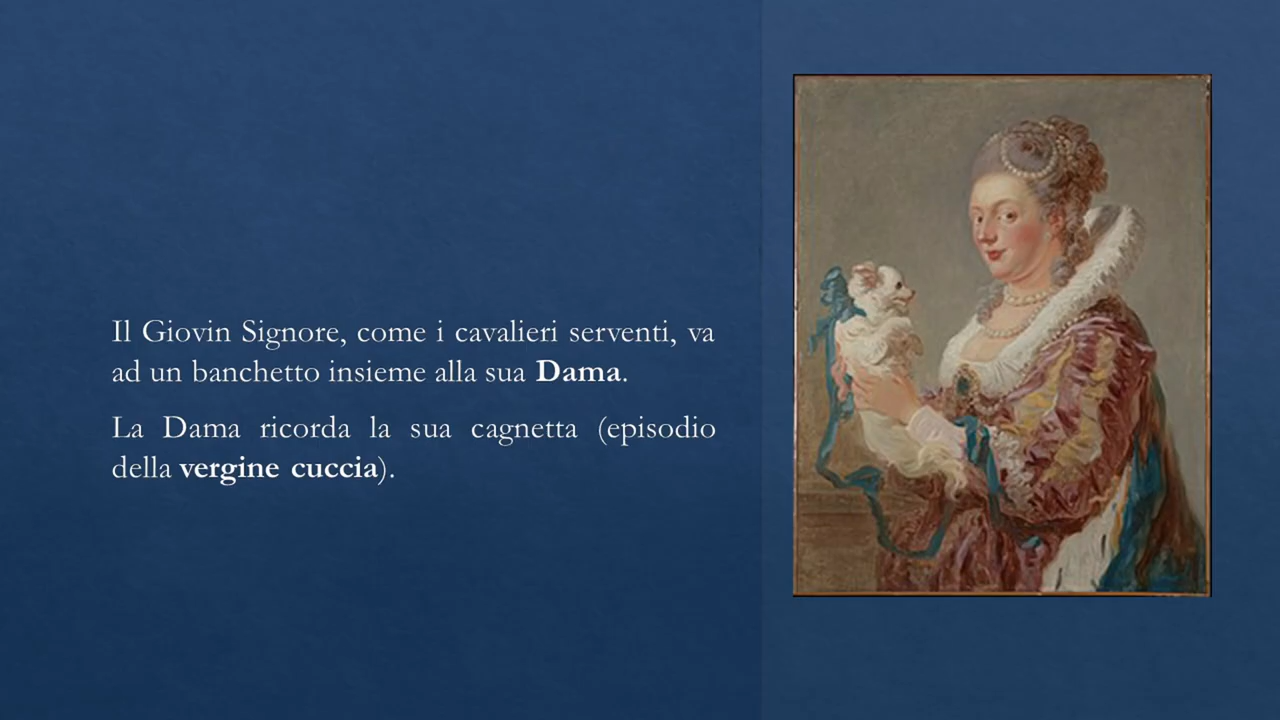 Il Giovin Signore, come i cavalieri serventi, va
ad un banchetto insieme alla sua Dama.
La Dama ricorda la sua cagnetta (episodio
della vergine cuccia).